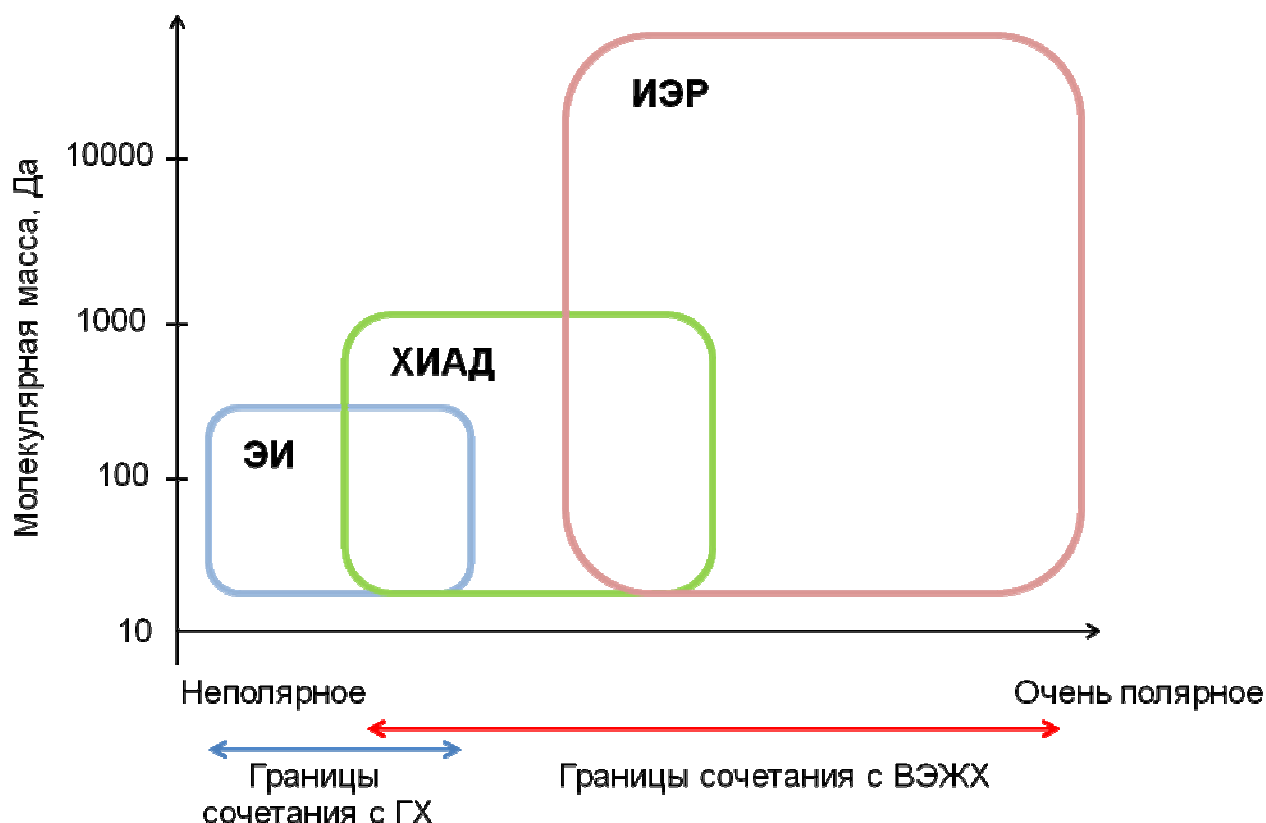 ИЭР
10000
Молекулярная масса, Да
1000
ХИАД
ЭИ
100
10
Неполярное
Очень полярное
Границы
сочетания с ГХ
Границы сочетания с ВЭЖХ